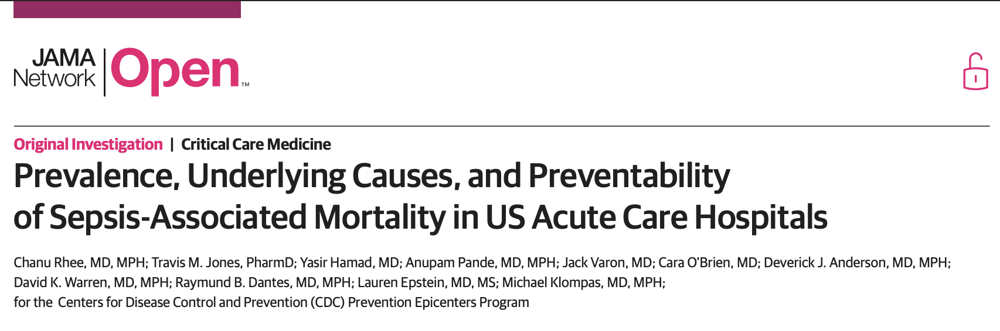 JAMA
Network
Open™
Original Investigation | Critical Care Medicine
Prevalence, Underlying Causes, and Preventability
of Sepsis-Associated Mortality in US Acute Care Hospitals
Chanu Rhee, MD, MPH; Travis M. Jones, PharmD; Yasir Hamad, MD; Anupam Pande, MD, MPH; Jack Varon, MD; Cara O'Brien, MD; Deverick J. Anderson, MD, MPH;
David K. Warren, MD, MPH; Raymund B. Dantes, MD, MPH; Lauren Epstein, MD, MS; Michael Klompas, MD, MPH;
for the Centers for Disease Control and Prevention (CDC) Prevention Epicenters Program